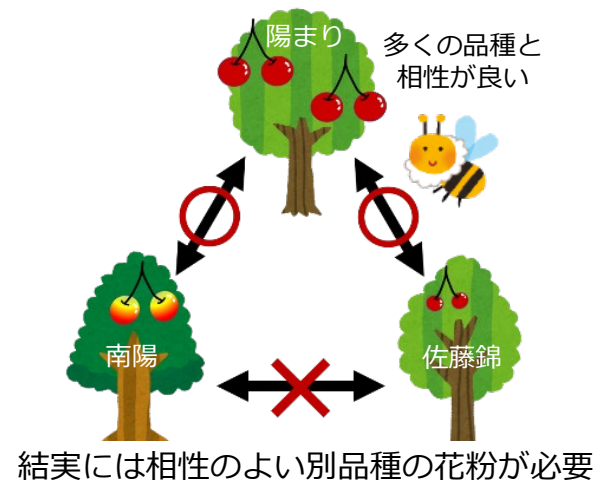 陽まり
多くの品種と
相性が良い
南陽
佐藤錦
結実には相性のよい別品種の花粉が必要